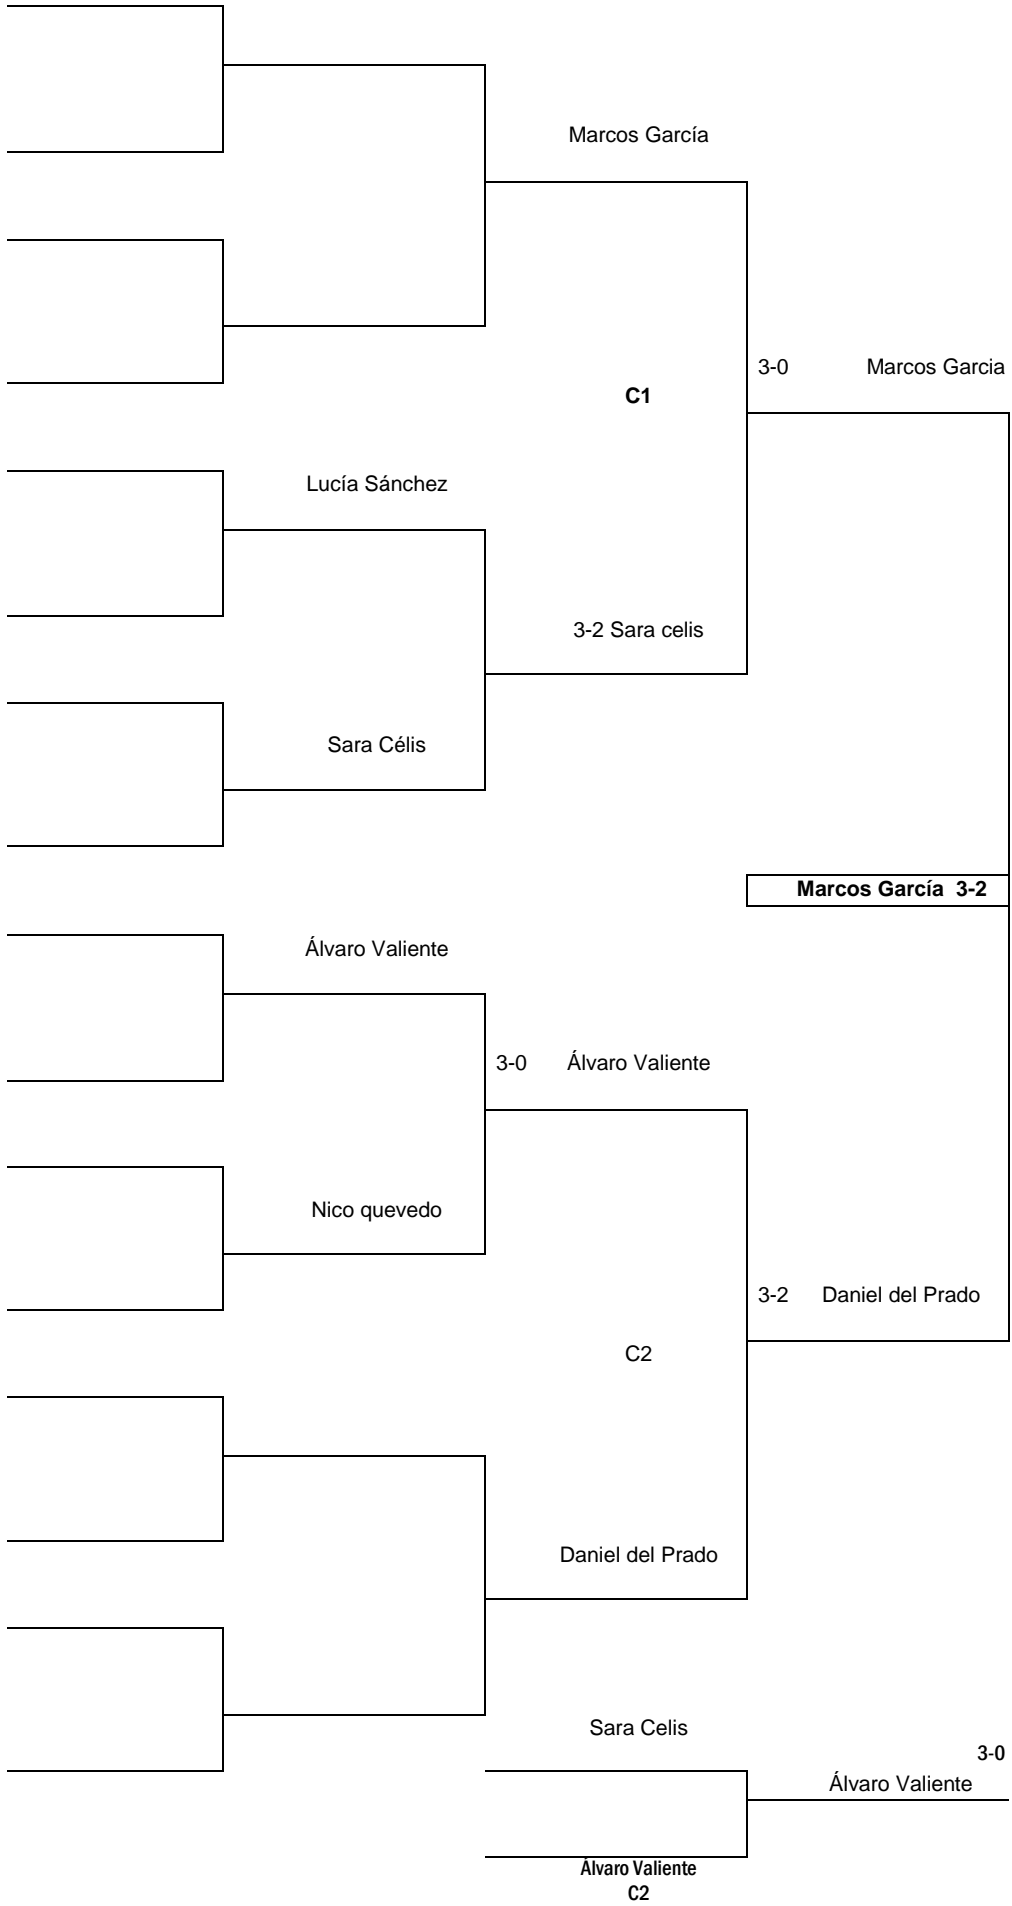 Marcos García
3-0 Marcos Garcia
C1
Lucía Sánchez
3-2 Sara celis
Sara Célis
Marcos García 3-2
Álvaro Valiente
3-0 Álvaro Valiente
Nico quevedo
3-2 Daniel del Prado
C2
Daniel del Prado
Sara Celis
3-0
Álvaro Valiente
Álvaro Valiente
C2